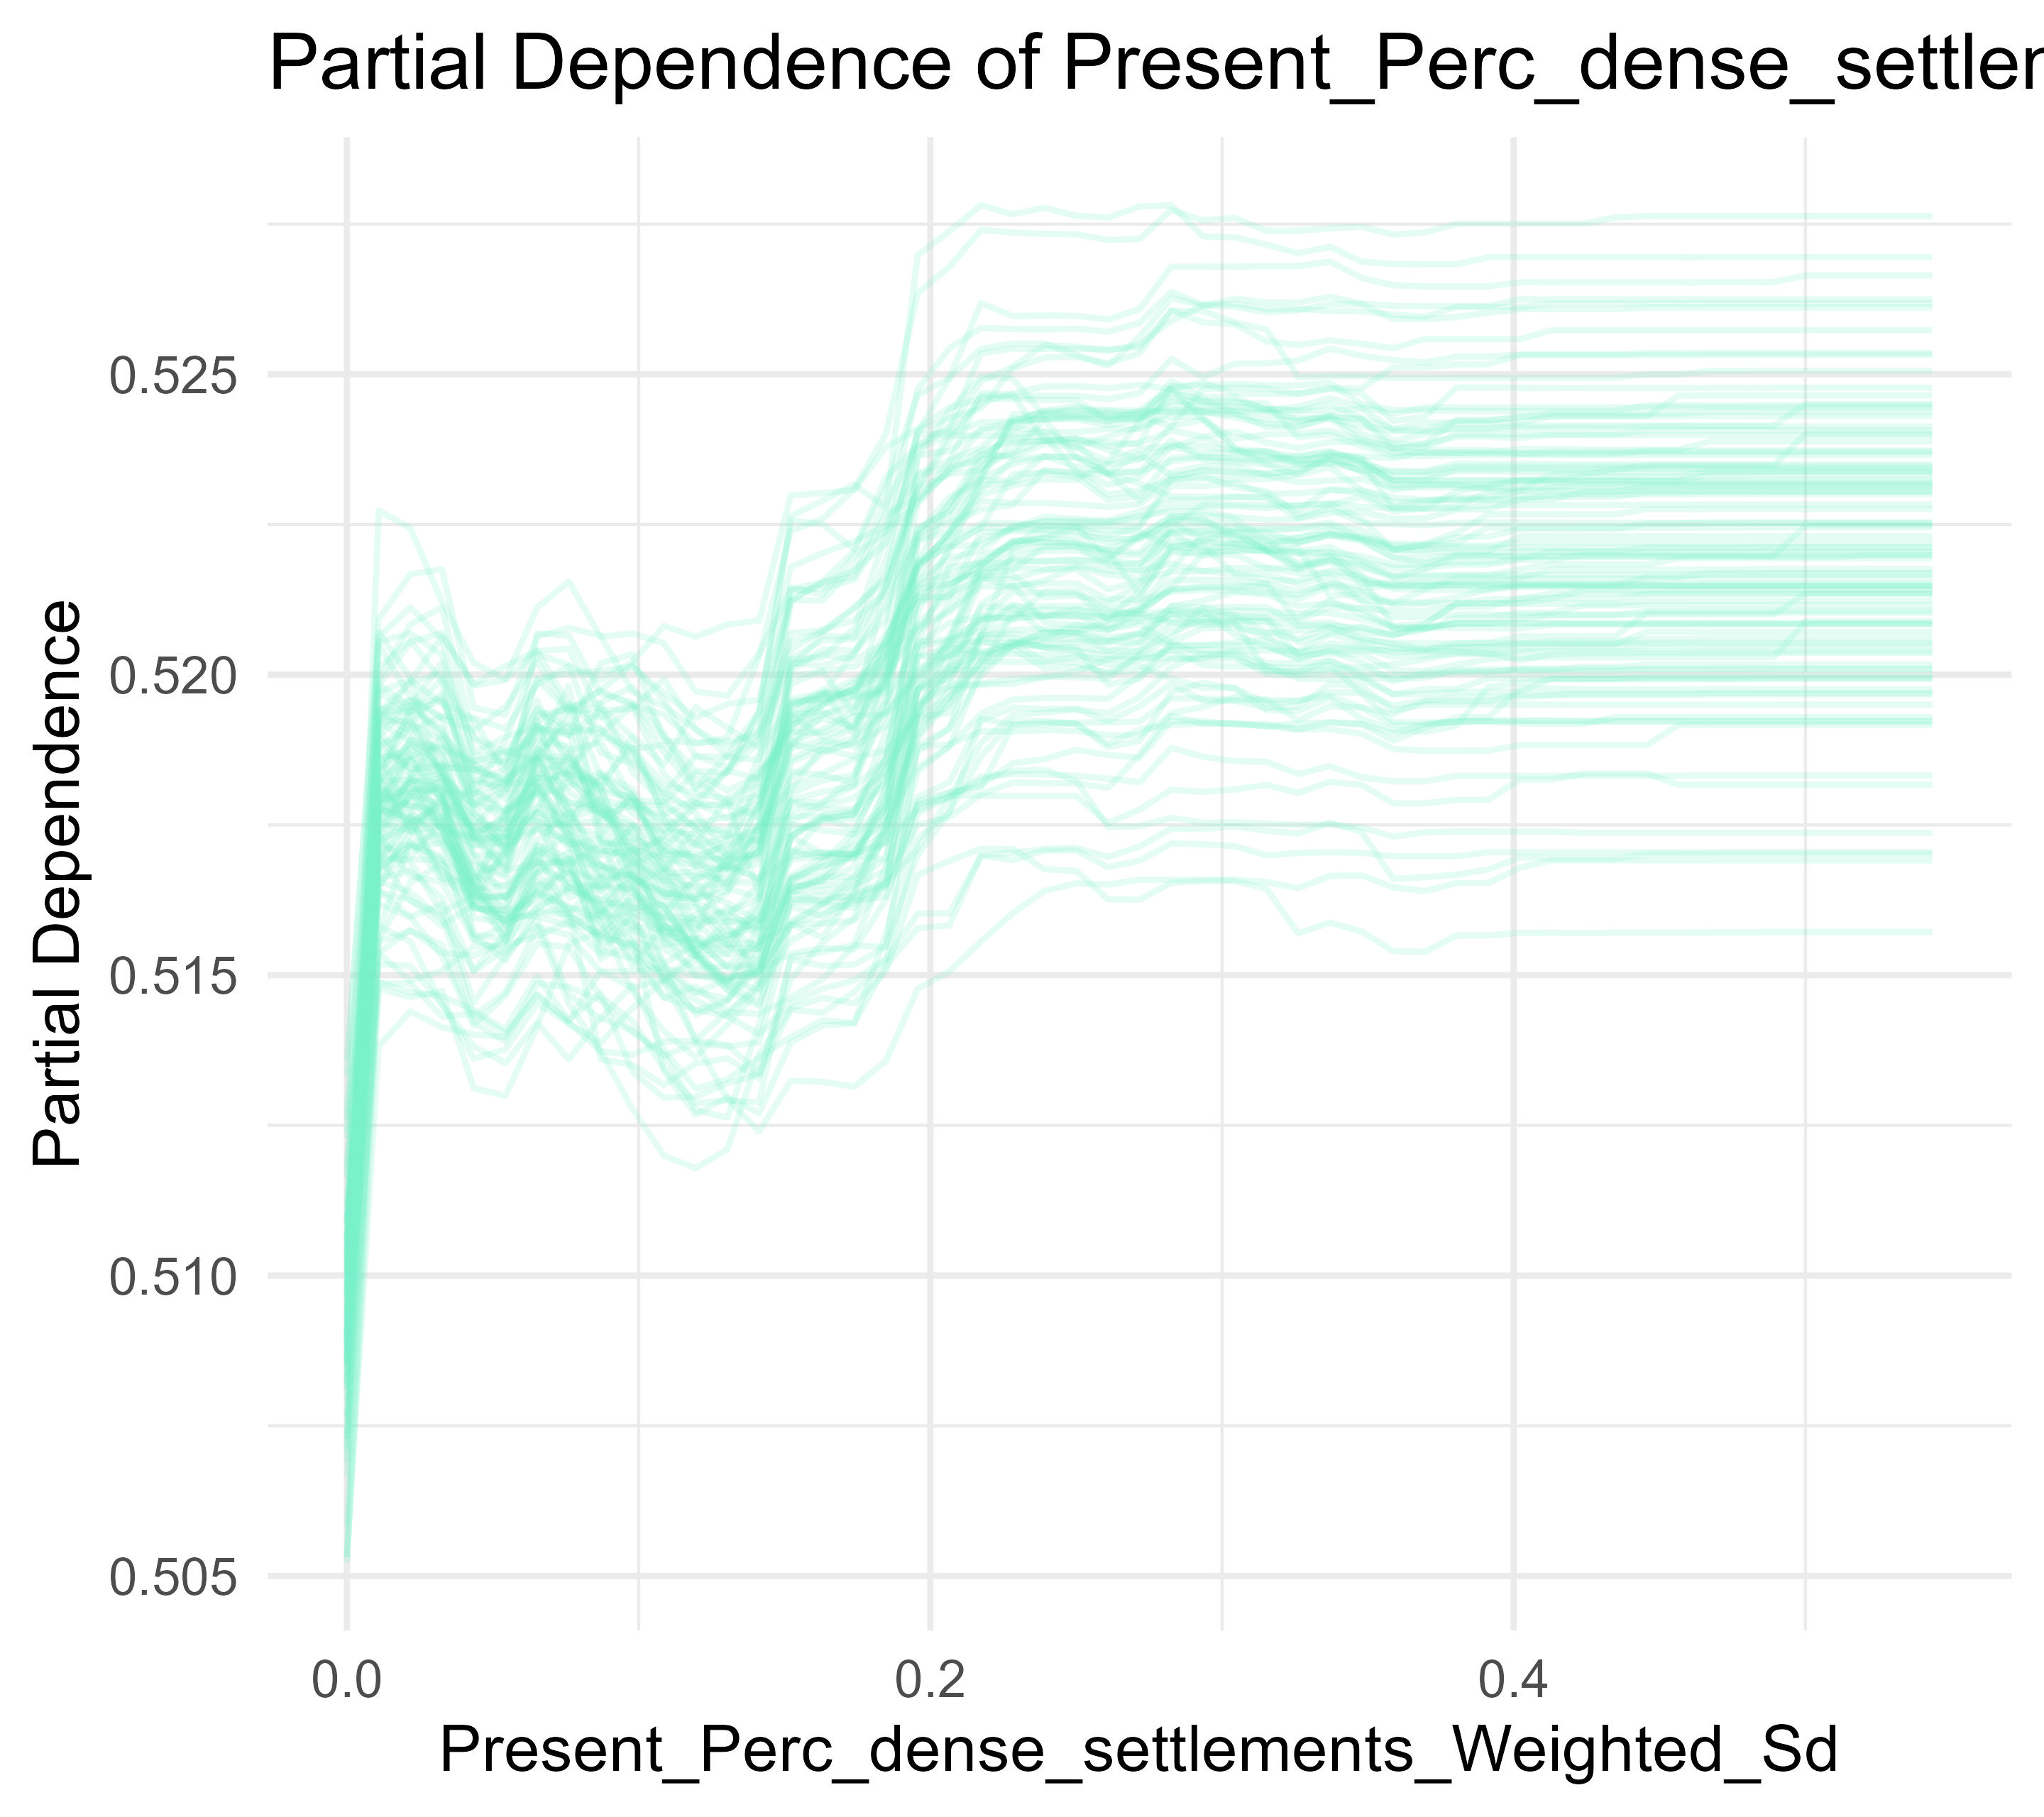 Partial Dependence of Present_Perc_dense_settler
Partial Dependence
0.525
0.520
0.515
0.510
0.505
0.0 0.2 0.4
Present_Perc_dense_settlements_Weighted_Sd